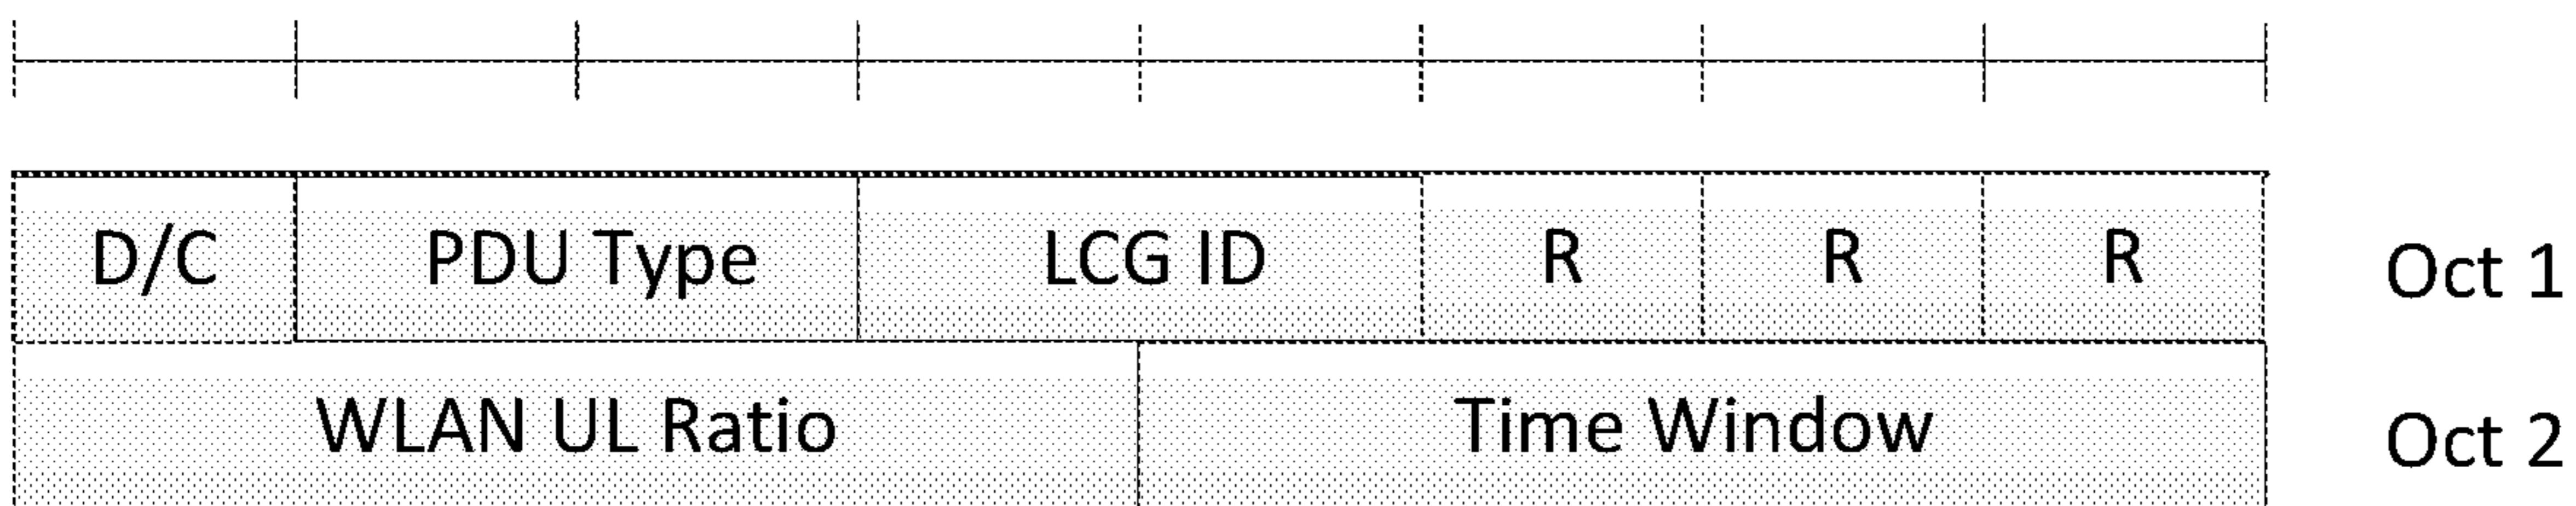 D/C PDU Type LCG ID R R R Oct 1
WLAN UL Ratio Time Window Oct 2